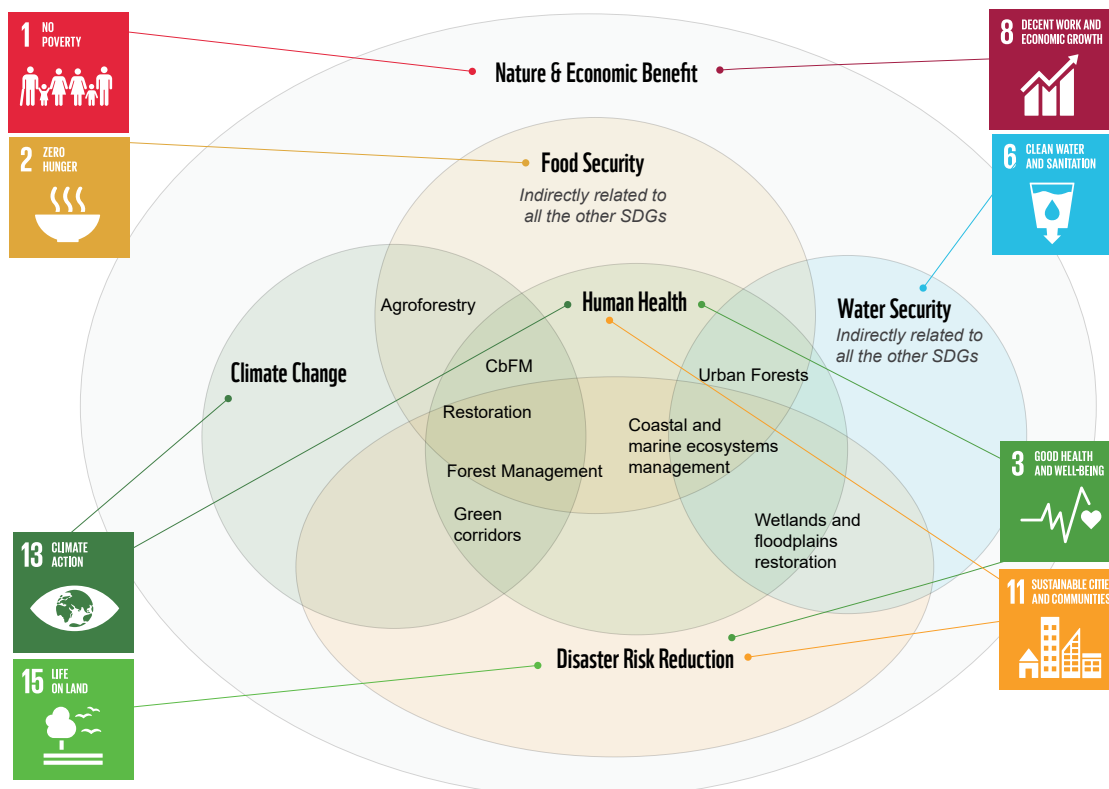 1 NO
POVERTY
8 DECENT WORK AND
ECONOMIC GROWTH
Nature & Economic Benefit
2 ZERO
HUNGER
6 CLEAN WATER
AND SANITATION
Food Security
Indirectly related to
all the other SDGs
Agroforestry
Human Health
Water Security
Indirectly related to
all the other SDGs
Climate Change
CbFM
Urban Forests
Restoration
Coastal and
marine ecosystems
management
Forest Management
3 GOOD HEALTH
AND WELL-BEING
Green
corridors
Wetlands and
floodplains
restoration
13 CLIMATE
ACTION
11 SUSTAINABLE CITIE
AND COMMUNITIES
Disaster Risk Reduction
15 LIFE
ON LAND